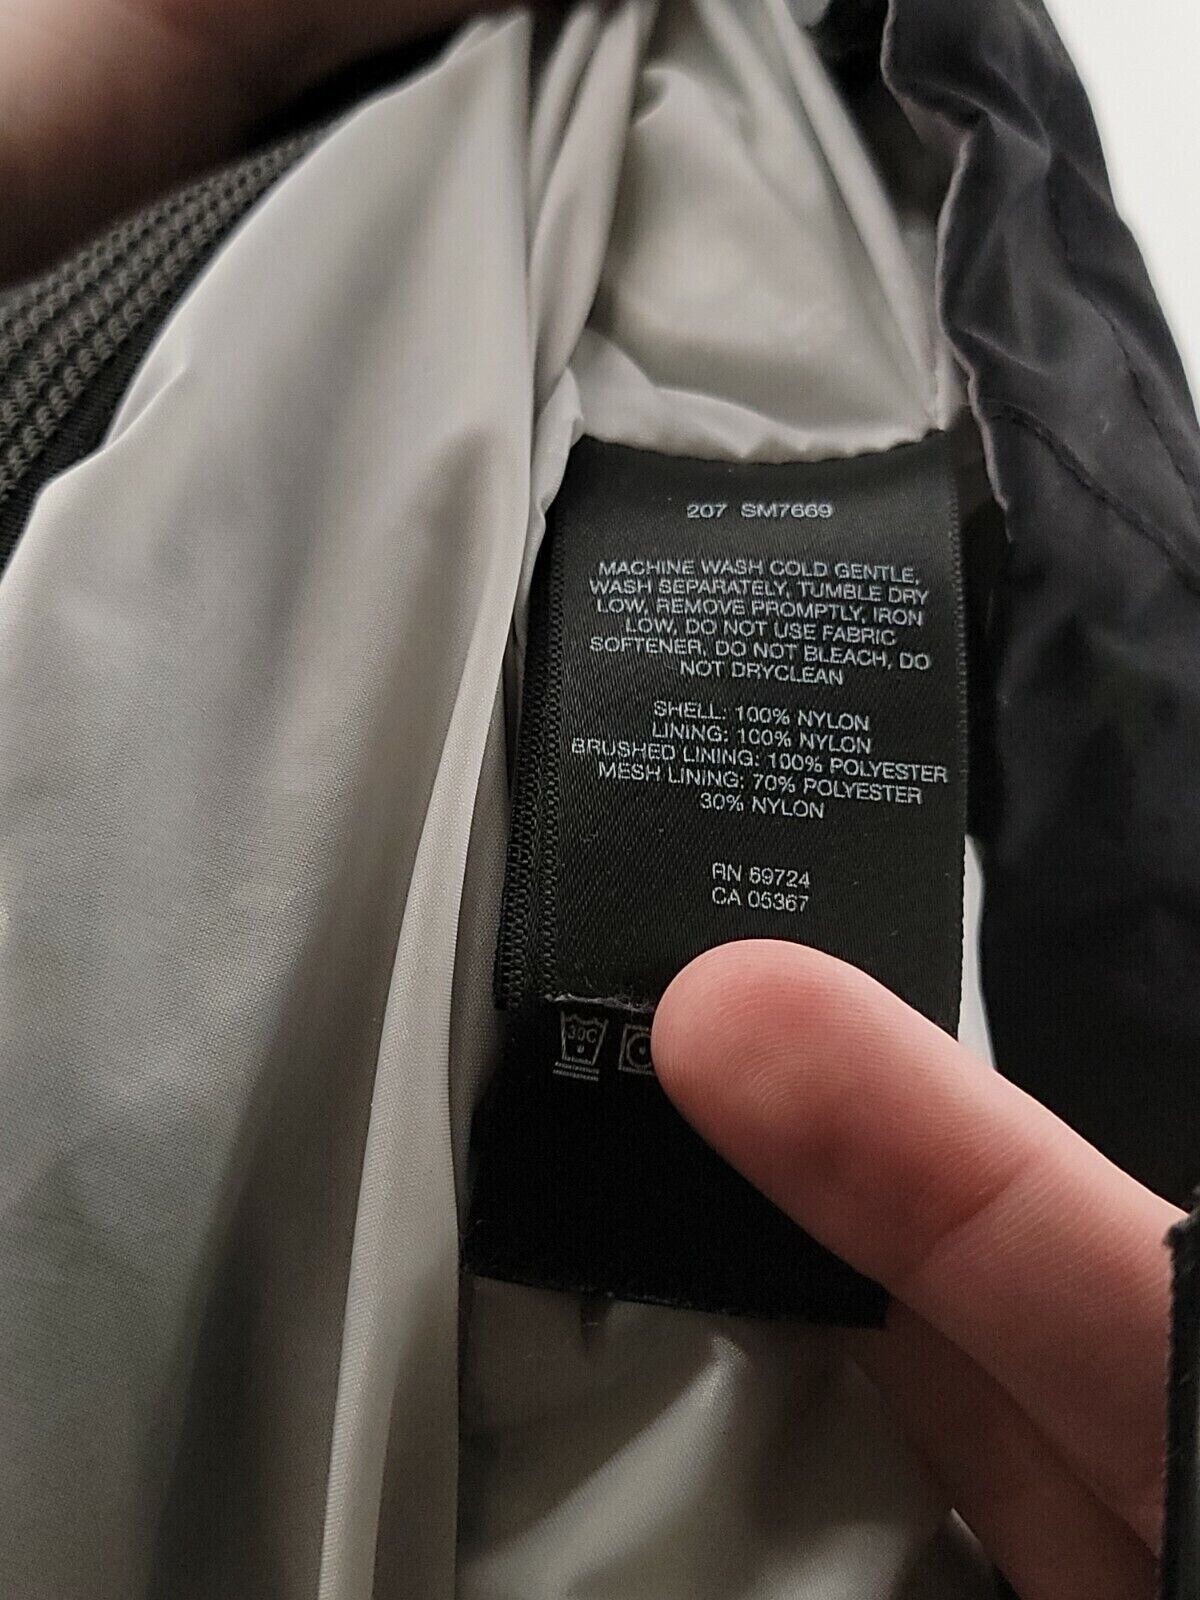 207 SM7669
MACHINE WASH COLD GENTLE,
WASH SEPARATELY, TUMBLE DRY
LOW, REMOVE PROMPTLY, IRON
LOW, DO NOT USE FABRIC
SOFTENER, DO NOT BLEACH, DO
NOT DRYCLEAN
SHELL: 100% NYLON
LINING: 100% NYLON
BRUSHED LINING: 100% POLYESTER
MESH LINING: 70% POLYESTER
30% NYLON
RN 69724
CA 05367
30C